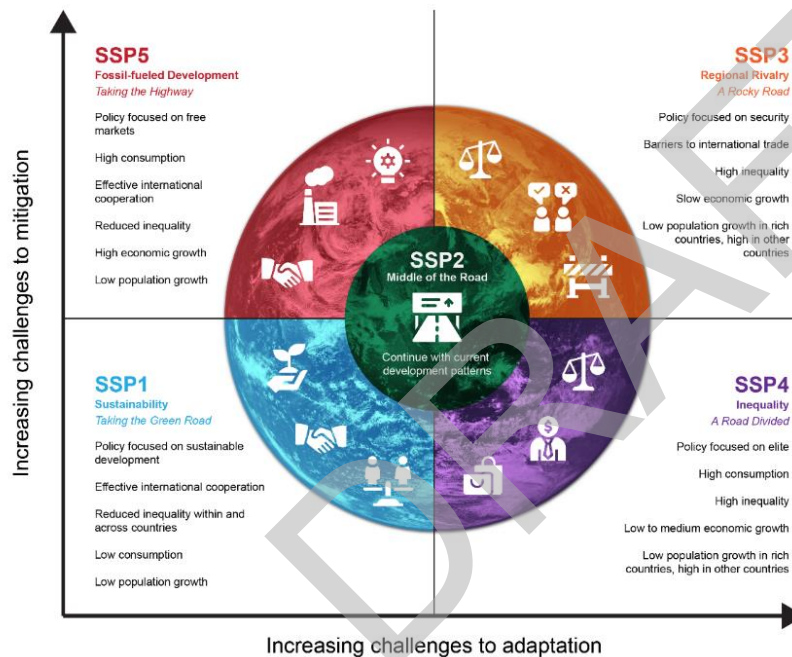 Increasing challenges to mitigation
SSP5
Fossil-fueled Development
Taking the Highway
Policy focused on free
markets
High consumption
Effective international
cooperation
Reduced inequality
High economic growth
Low population growth
SSP3
Regional Rivalry
A Rocky Road
Policy focused on security
Barriers to international trade
High inequality
Slow economic growth
Low population growth in rich
countries, high in other
countries
SSP2
Middle of the Road
Continue with current
development patterns
SSP1
Sustainability
Taking the Green Road
Policy focused on sustainable
development
Effective international cooperation
Reduced inequality within and
across countries
Low consumption
Low population growth
$
SSP4
Inequality
A Road Divided
Policy focused on elite
High consumption
High inequality
Low to medium economic growth
Low population growth in rich
countries, high in other countries
Increasing challenges to adaptation
DRAF